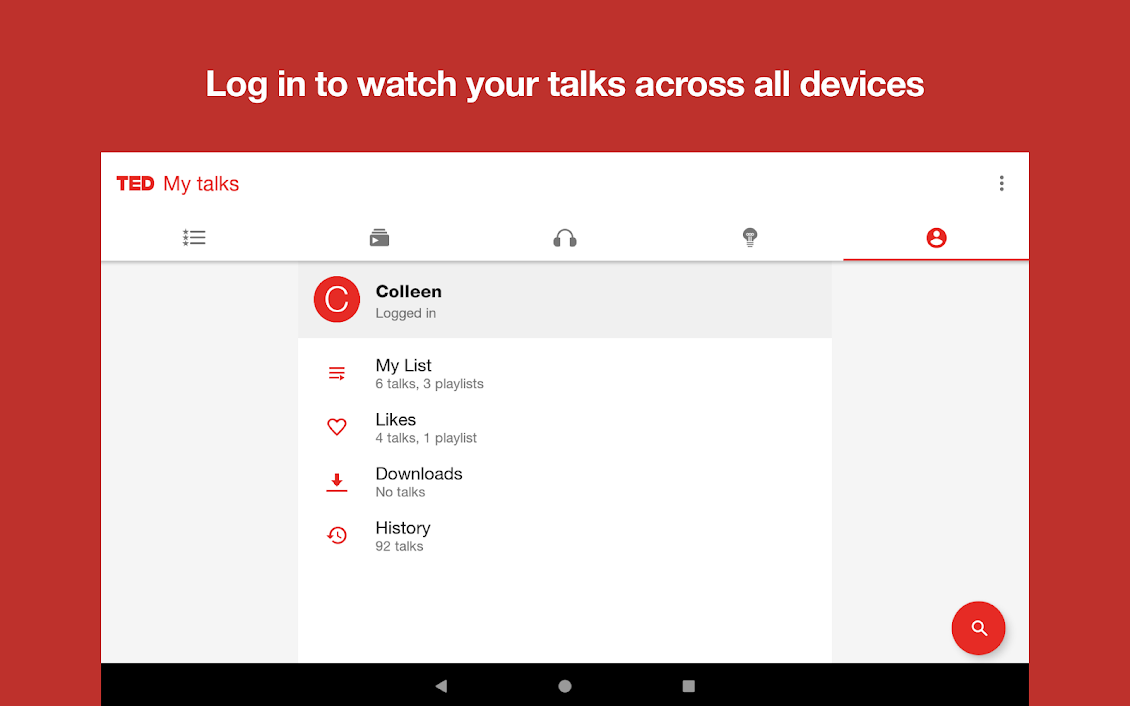 Log in to watch your talks across all devices
TED My talks
C
Colleen
Logged in
My List
6 talks, 3 playlists
Likes
4 talks, 1 playlist
Downloads
No talks
History
92 talks